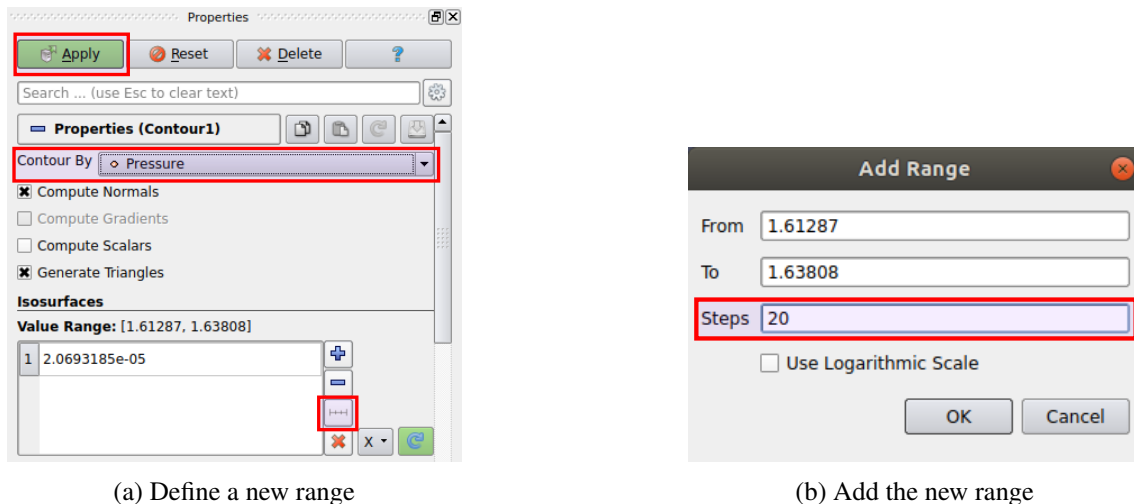 Properties
Apply Reset Delete ?
Search ... (use Esc to clear text)
Properties (Contour1)
Contour By Pressure
Compute Normals
Compute Gradients
Compute Scalars
Generate Triangles
Isosurfaces
Value Range: [1.61287, 1.63808]
1 2.0693185e-05
X
(a) Define a new range
Add Range
From 1.61287
To 1.63808
Steps 20
Use Logarithmic Scale
OK Cancel
(b) Add the new range